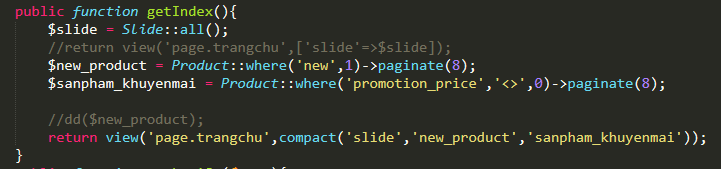 public function getIndex(){
$slide = Slide::all();
//return view('page.trangchu',['slide'=>$slide]);
$new_product = Product::where('new',1)->paginate(8);
$sanpham_khuyenmai = Product::where('promotion_price','<>',0)->paginate(8);
//dd($new_product);
return view('page.trangchu',compact('slide','new_product','sanpham_khuyenmai'));
}